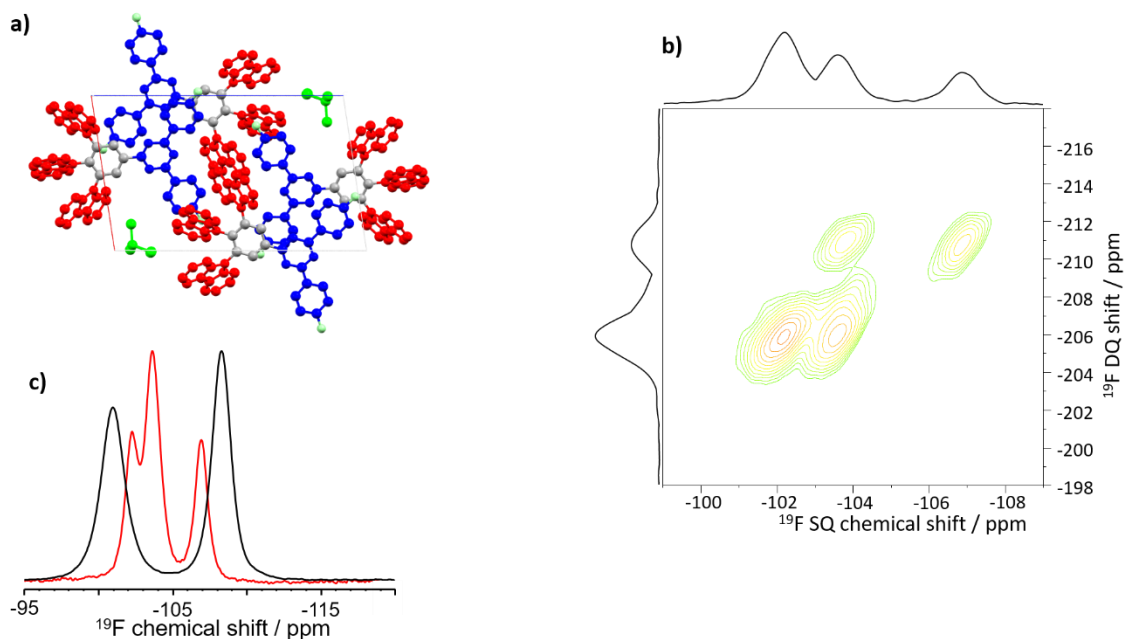 a)
b)
-216
-214
-212
-210
-208
-206
-204
-202
-200
-198
¹⁹F DQ shift / ppm
-100 -102 -104 -106 -108
¹⁹F SQ chemical shift / ppm
c)
-95 -105 -115
¹⁹F chemical shift / ppm